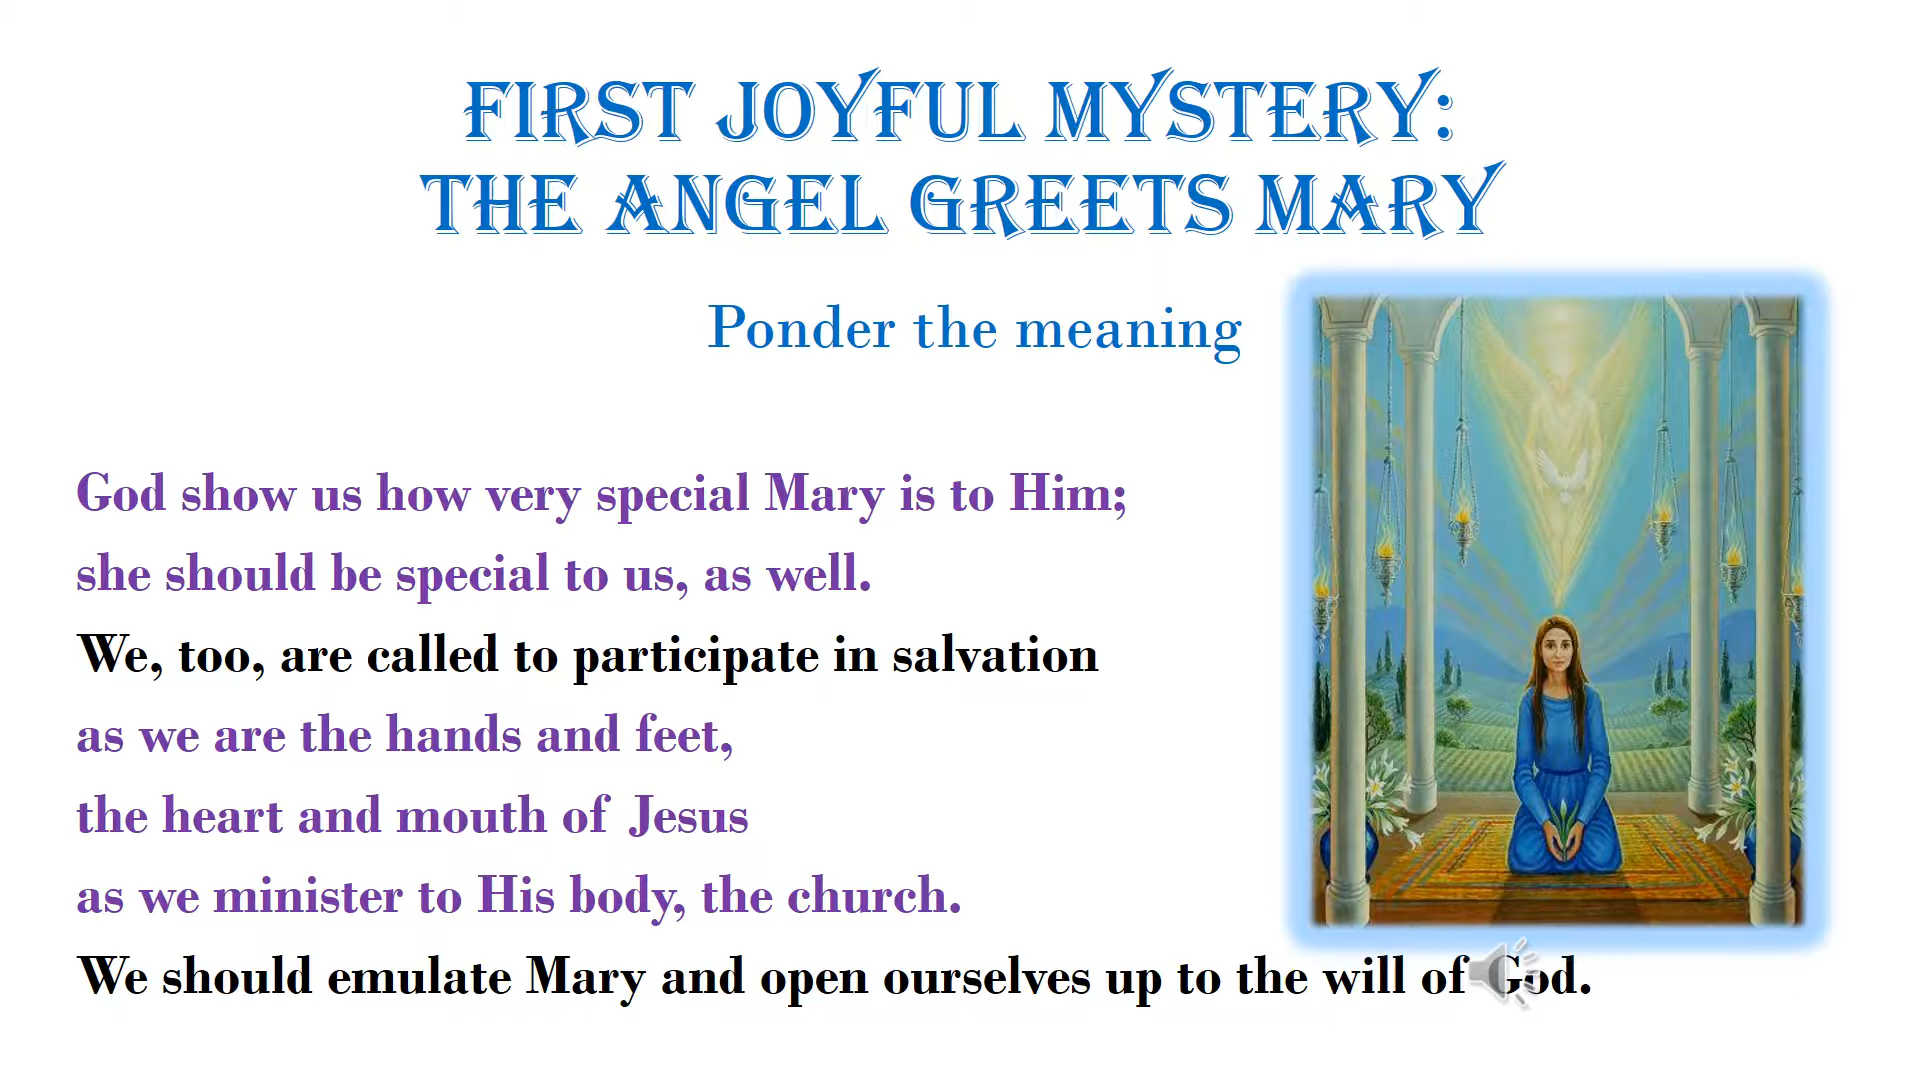 FIRST JOYFUL MYSTERY:
THE ANGEL GREETS MARY
Ponder the meaning
God show us how very special Mary is to Him;
she should be special to us, as well.
We, too, are called to participate in salvation
as we are the hands and feet,
the heart and mouth of Jesus
as we minister to His body, the church.
We should emulate Mary and open ourselves up to the will of God.